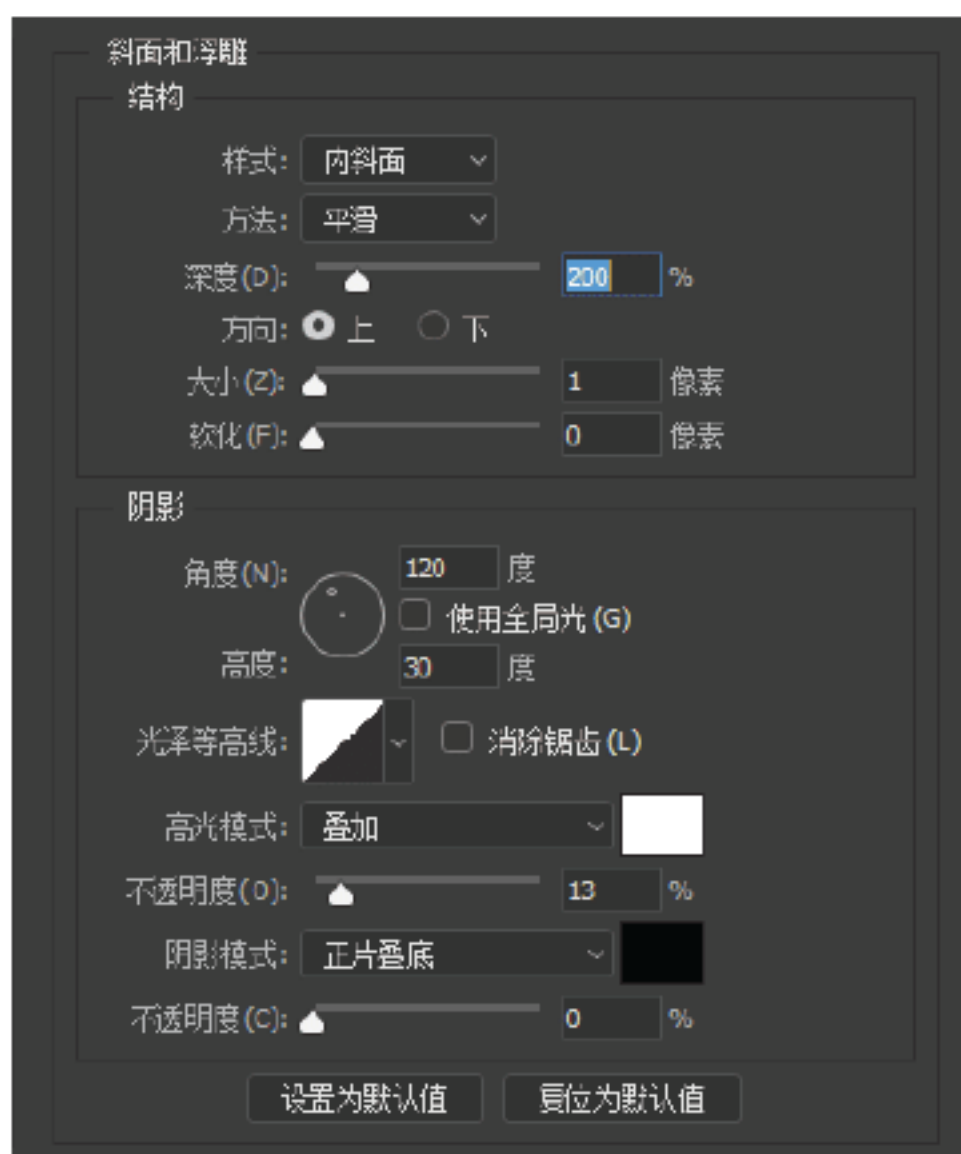 斜面和浮雕
结构
样式: 内斜面
方法: 平滑
深度(D): 200 %
方向: 上 下
大小(Z): 1 像素
软化(F): 0 像素
阴影
角度(N): 120 度
使用全局光 (G)
高度: 30 度
光泽等高线: 消除锯齿 (L)
高光模式: 叠加
不透明度(O): 13 %
阴影模式: 正片叠底
不透明度(C): 0 %
设置为默认值 复位为默认值